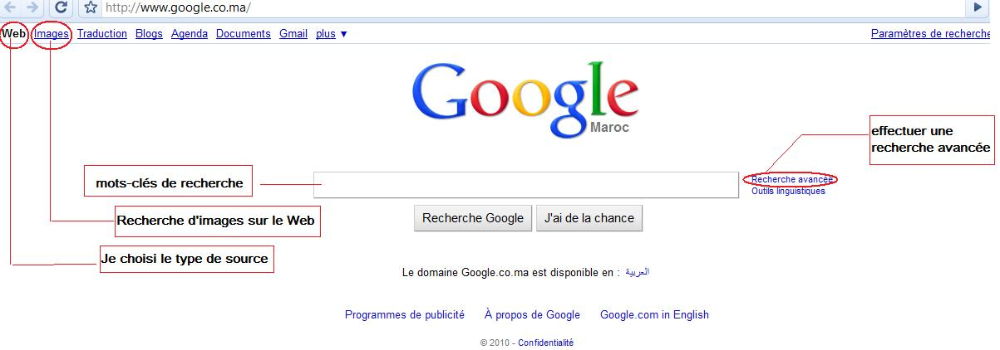 http://www.google.co.ma/
Web Images Traduction Blogs Agenda Documents Gmail plus ▼ Paramètres de recherche
Google
Maroc
effectuer une
recherche avancée
mots-clés de recherche
Recherche avancée
Outils linguistiques
Recherche d'images sur le Web
Recherche Google J'ai de la chance
Je choisi le type de source
Le domaine Google.co.ma est disponible en : العربية
Programmes de publicité À propos de Google Google.com in English
© 2010 - Confidentialité